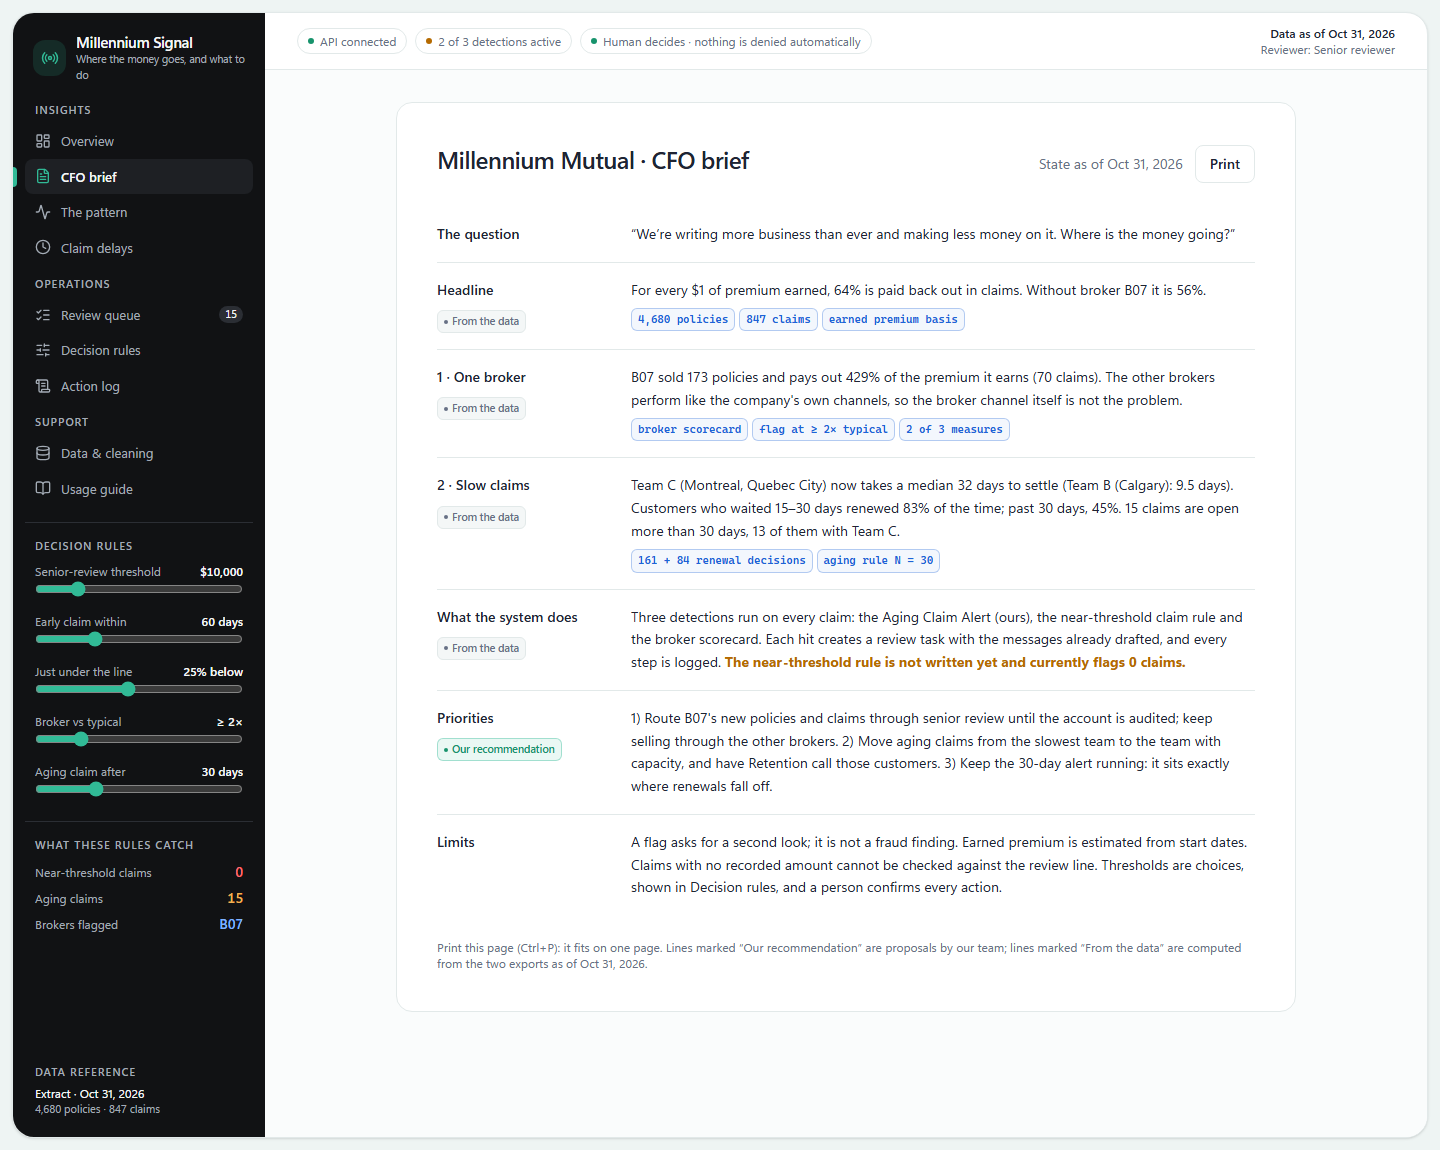 Millennium Signal
Where the money goes, and what to
do
INSIGHTS
Overview
CFO brief
The pattern
Claim delays
OPERATIONS
Review queue 15
Decision rules
Action log
SUPPORT
Data & cleaning
Usage guide
DECISION RULES
Senior-review threshold $10,000
Early claim within 60 days
Just under the line 25% below
Broker vs typical ≥ 2×
Aging claim after 30 days
WHAT THESE RULES CATCH
Near-threshold claims 0
Aging claims 15
Brokers flagged B07
DATA REFERENCE
Extract · Oct 31, 2026
4,680 policies · 847 claims
API connected
2 of 3 detections active
Human decides · nothing is denied automatically
Data as of Oct 31, 2026
Reviewer: Senior reviewer
Millennium Mutual · CFO brief
State as of Oct 31, 2026
Print
The question
“We’re writing more business than ever and making less money on it. Where is the money going?”
Headline
From the data
For every $1 of premium earned, 64% is paid back out in claims. Without broker B07 it is 56%.
4,680 policies 847 claims earned premium basis
1 · One broker
From the data
B07 sold 173 policies and pays out 429% of the premium it earns (70 claims). The other brokers
perform like the company's own channels, so the broker channel itself is not the problem.
broker scorecard flag at ≥ 2× typical 2 of 3 measures
2 · Slow claims
From the data
Team C (Montreal, Quebec City) now takes a median 32 days to settle (Team B (Calgary): 9.5 days).
Customers who waited 15–30 days renewed 83% of the time; past 30 days, 45%. 15 claims are open
more than 30 days, 13 of them with Team C.
161 + 84 renewal decisions aging rule N = 30
What the system does
From the data
Three detections run on every claim: the Aging Claim Alert (ours), the near-threshold claim rule and
the broker scorecard. Each hit creates a review task with the messages already drafted, and every
step is logged. The near-threshold rule is not written yet and currently flags 0 claims.
Priorities
Our recommendation
1) Route B07's new policies and claims through senior review until the account is audited; keep
selling through the other brokers. 2) Move aging claims from the slowest team to the team with
capacity, and have Retention call those customers. 3) Keep the 30-day alert running: it sits exactly
where renewals fall off.
Limits
A flag asks for a second look; it is not a fraud finding. Earned premium is estimated from start dates.
Claims with no recorded amount cannot be checked against the review line. Thresholds are choices,
shown in Decision rules, and a person confirms every action.
Print this page (Ctrl+P): it fits on one page. Lines marked “Our recommendation” are proposals by our team; lines marked “From the data” are computed
from the two exports as of Oct 31, 2026.